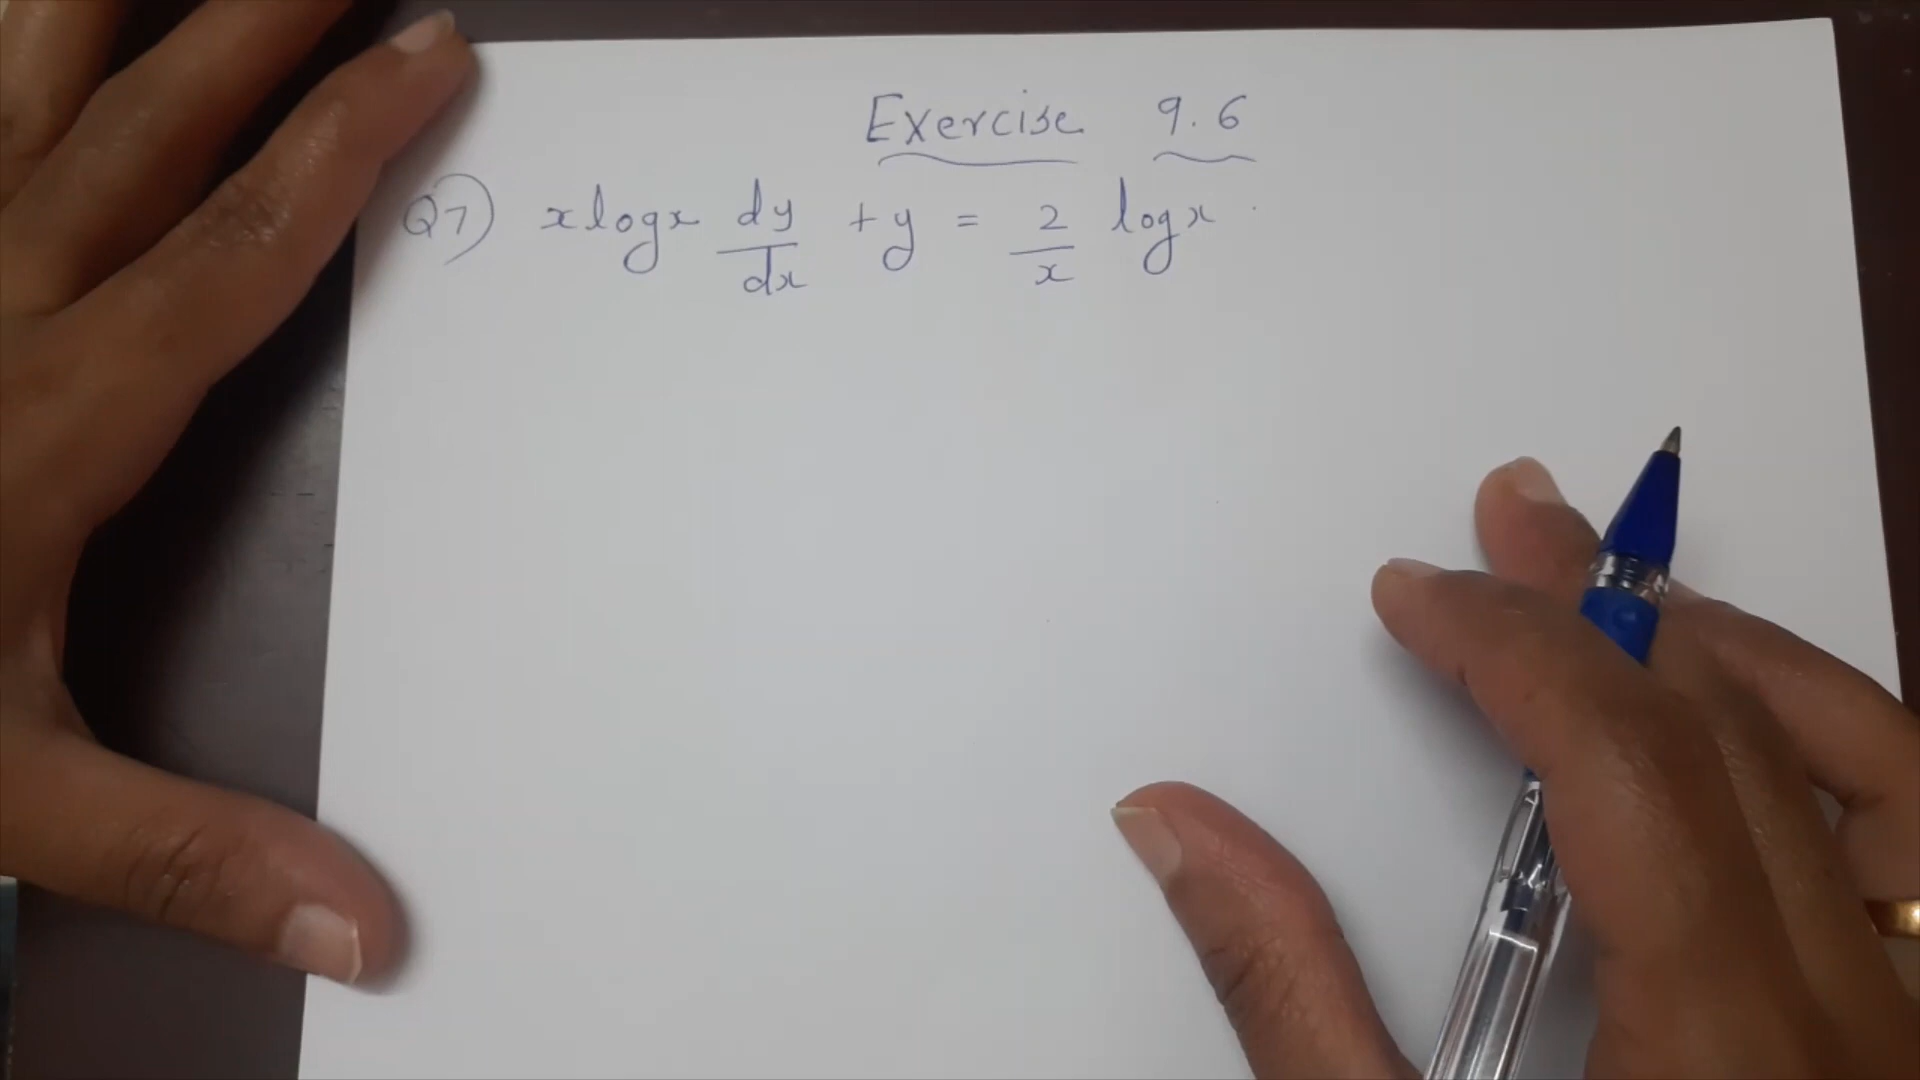 Exercise 9.6
Q7) x log x dy/dx + y = 2/x log x